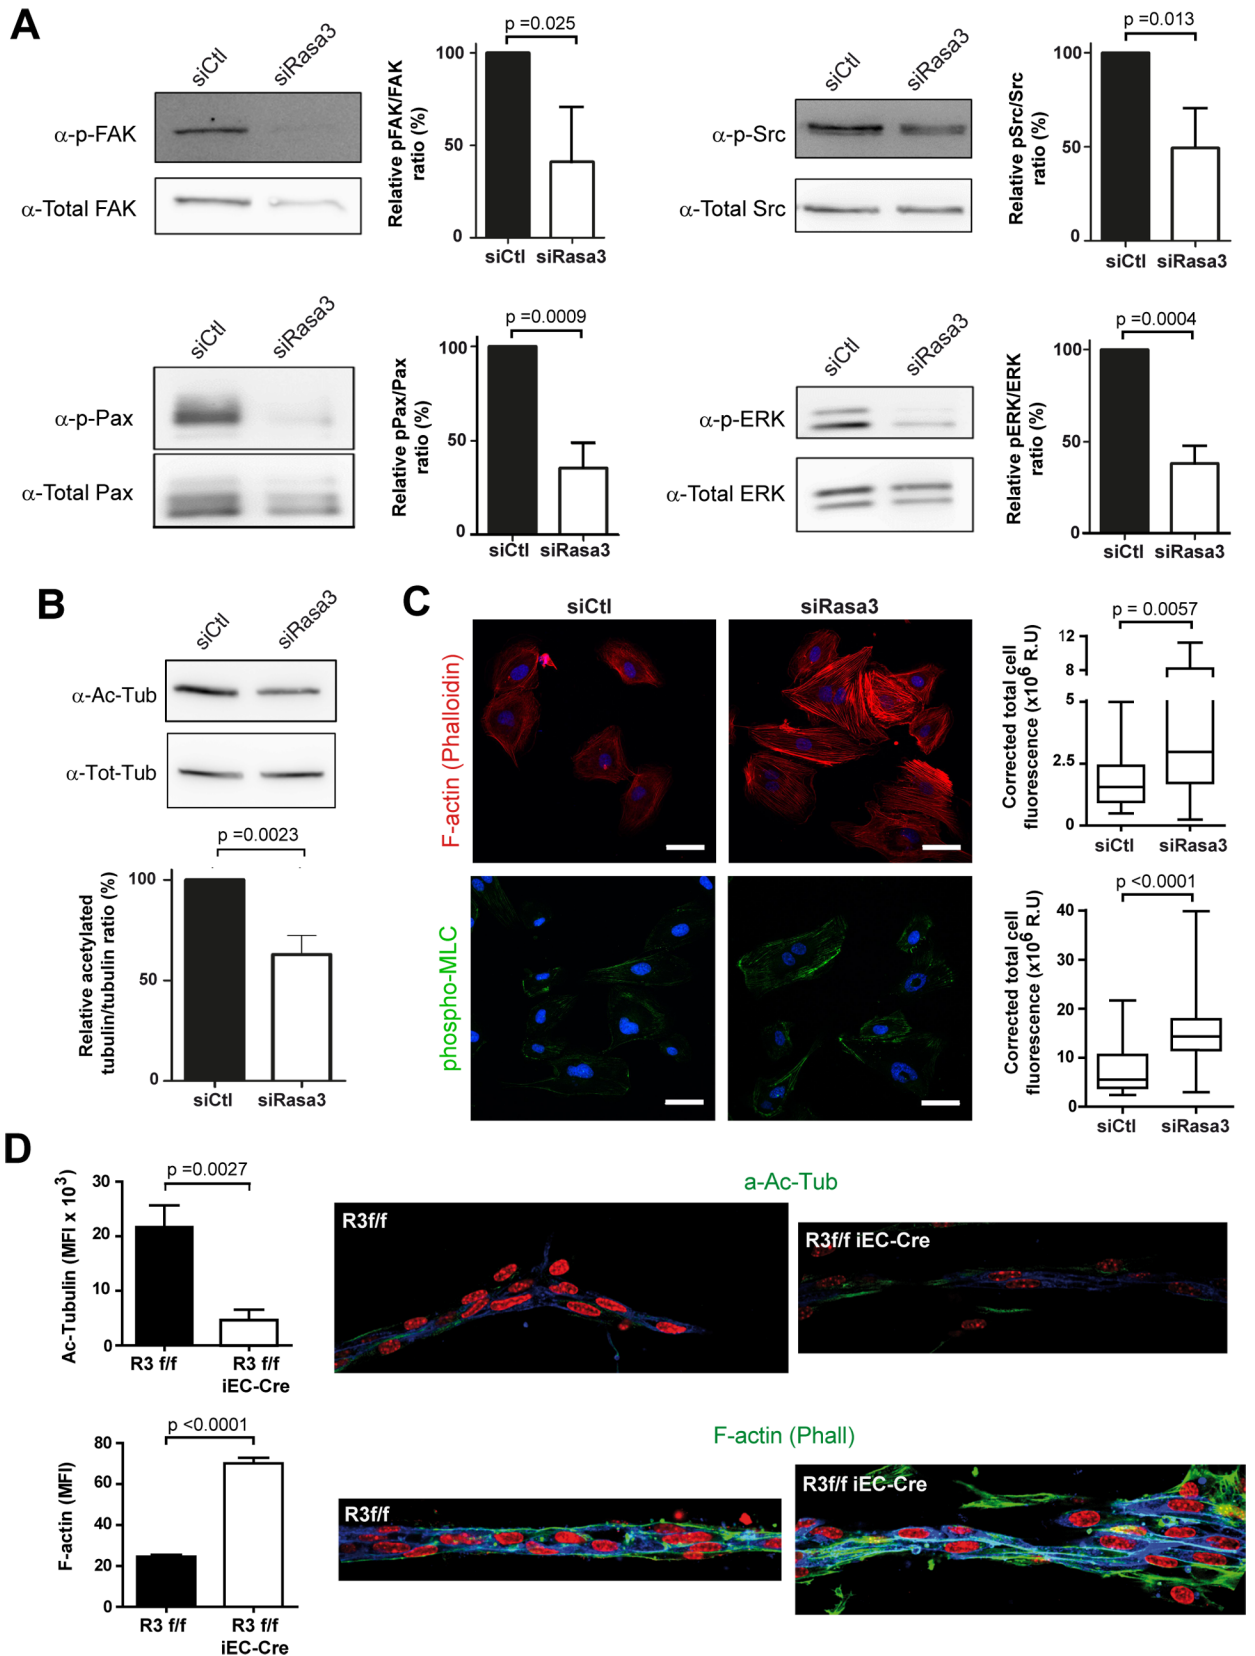 A
siCtl
siRasa3
α-p-FAK
α-Total FAK
p =0.025
Relative pFAK/FAK
ratio (%)
100
50
0
siCtl
siRasa3
siCtl
siRasa3
α-p-Src
α-Total Src
p =0.013
Relative pSrc/Src
ratio (%)
100
50
0
siCtl
siRasa3
siCtl
siRasa3
α-p-Pax
α-Total Pax
p =0.0009
Relative pPax/Pax
ratio (%)
100
50
0
siCtl
siRasa3
siCtl
siRasa3
α-p-ERK
α-Total ERK
p =0.0004
Relative pERK/ERK
ratio (%)
100
50
0
siCtl
siRasa3
B
siCtl
siRasa3
α-Ac-Tub
α-Tot-Tub
p =0.0023
Relative acetylated
tubulin/tubulin ratio (%)
100
50
0
siCtl
siRasa3
C
siCtl
siRasa3
F-actin (Phalloidin)
phospho-MLC
p = 0.0057
Corrected total cell
fluorescence (x10⁶ R.U)
12
8
5
2.5
0
siCtl
siRasa3
p <0.0001
Corrected total cell
fluorescence (x10⁶ R.U)
40
30
20
10
0
siCtl
siRasa3
D
p =0.0027
Ac-Tubulin (MFI x 10³)
30
20
10
0
R3 f/f
R3 f/f
iEC-Cre
a-Ac-Tub
R3f/f
R3f/f iEC-Cre
p <0.0001
F-actin (MFI)
80
60
40
20
0
R3 f/f
R3 f/f
iEC-Cre
F-actin (Phall)
R3f/f
R3f/f iEC-Cre